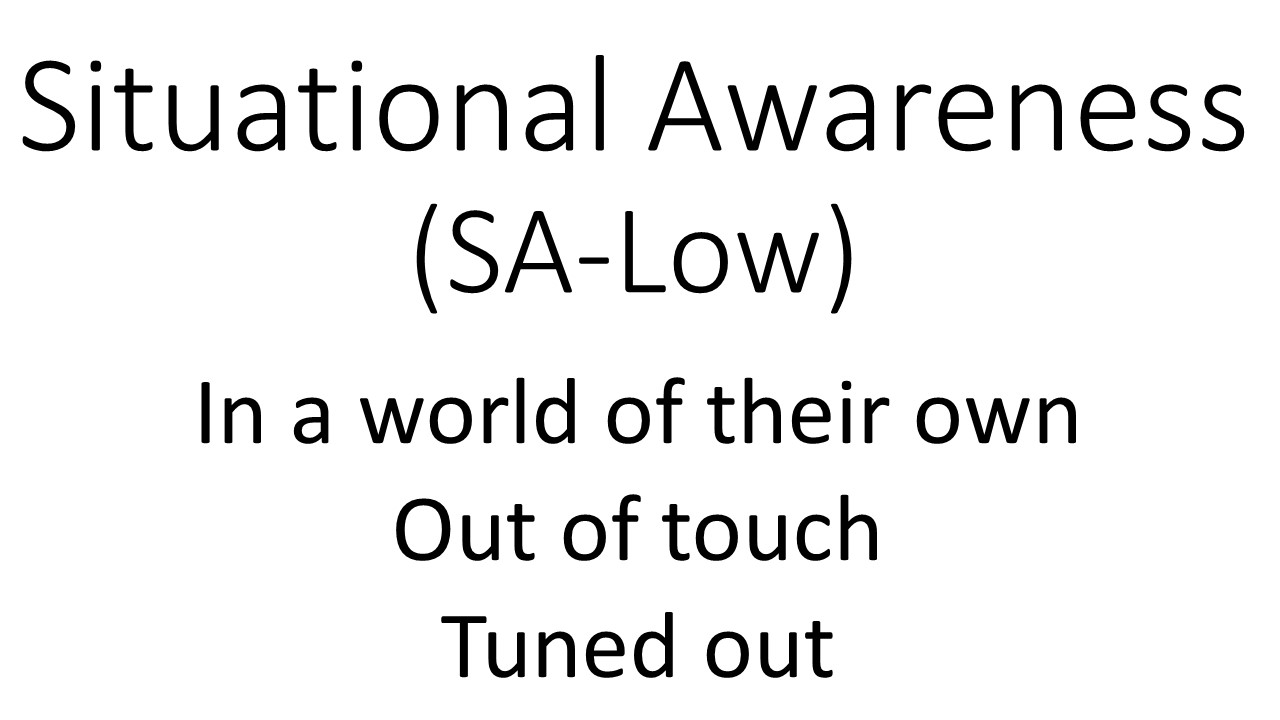 Situational Awareness
(SA-Low)
In a world of their own
Out of touch
Tuned out